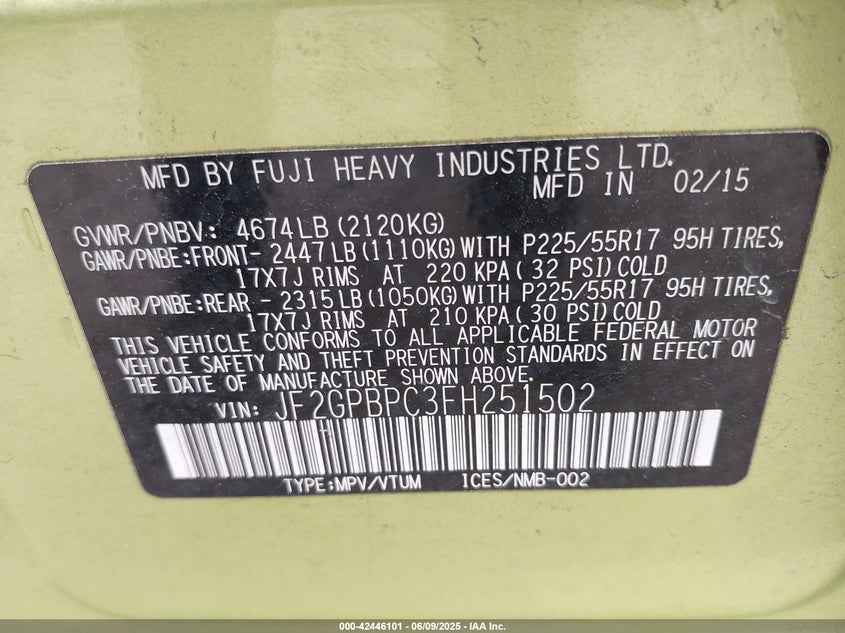 MFD BY FUJI HEAVY INDUSTRIES LTD.
MFD IN 02/15
GVWR/PNBV: 4674LB(2120KG)
GAWR/PNBE:FRONT- 2447LB(1110KG)WITH P225/55R17 95H TIRES,
17X7J RIMS AT 220 KPA(32 PSI)COLD
GAWR/PNBE:REAR - 2315LB(1050KG)WITH P225/55R17 95H TIRES,
17X7J RIMS AT 210 KPA(30 PSI)COLD
THIS VEHICLE CONFORMS TO ALL APPLICABLE FEDERAL MOTOR
VEHICLE SAFETY AND THEFT PREVENTION STANDARDS IN EFFECT ON
THE DATE OF MANUFACTURE SHOWN ABOVE.
VIN: JF2GPBPC3FH251502
TYPE:MPV/VTUM ICES/NMB-002
000-42446101 - 06/09/2025 - IAA Inc.